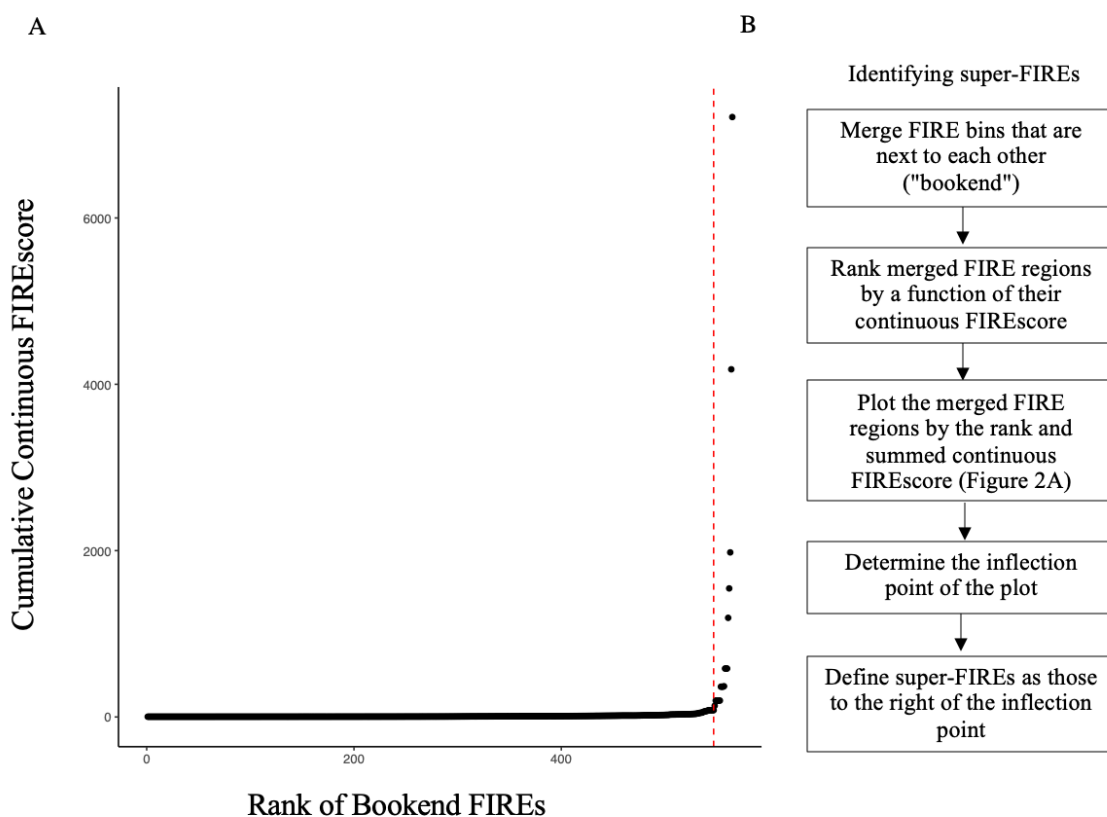 A
Cumulative Continuous FIREscore
6000
4000
2000
0
0
200
400
Rank of Bookend FIREs
B
Identifying super-FIREs
Merge FIRE bins that are
next to each other
("bookend")
Rank merged FIRE regions
by a function of their
continuous FIREscore
Plot the merged FIRE
regions by the rank and
summed continuous
FIREscore (Figure 2A)
Determine the inflection
point of the plot
Define super-FIREs as those
to the right of the inflection
point